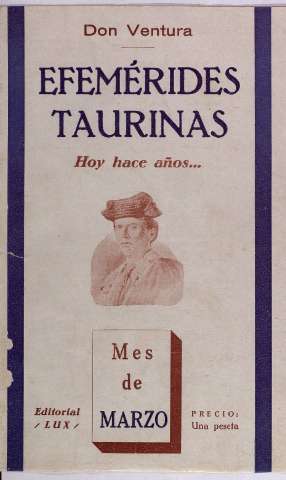 Don Ventura
EFEMÉRIDES
TAURINAS
Hoy hace años...
Mes
de
MARZO
Editorial
/ LUX /
PRECIO:
Una peseta